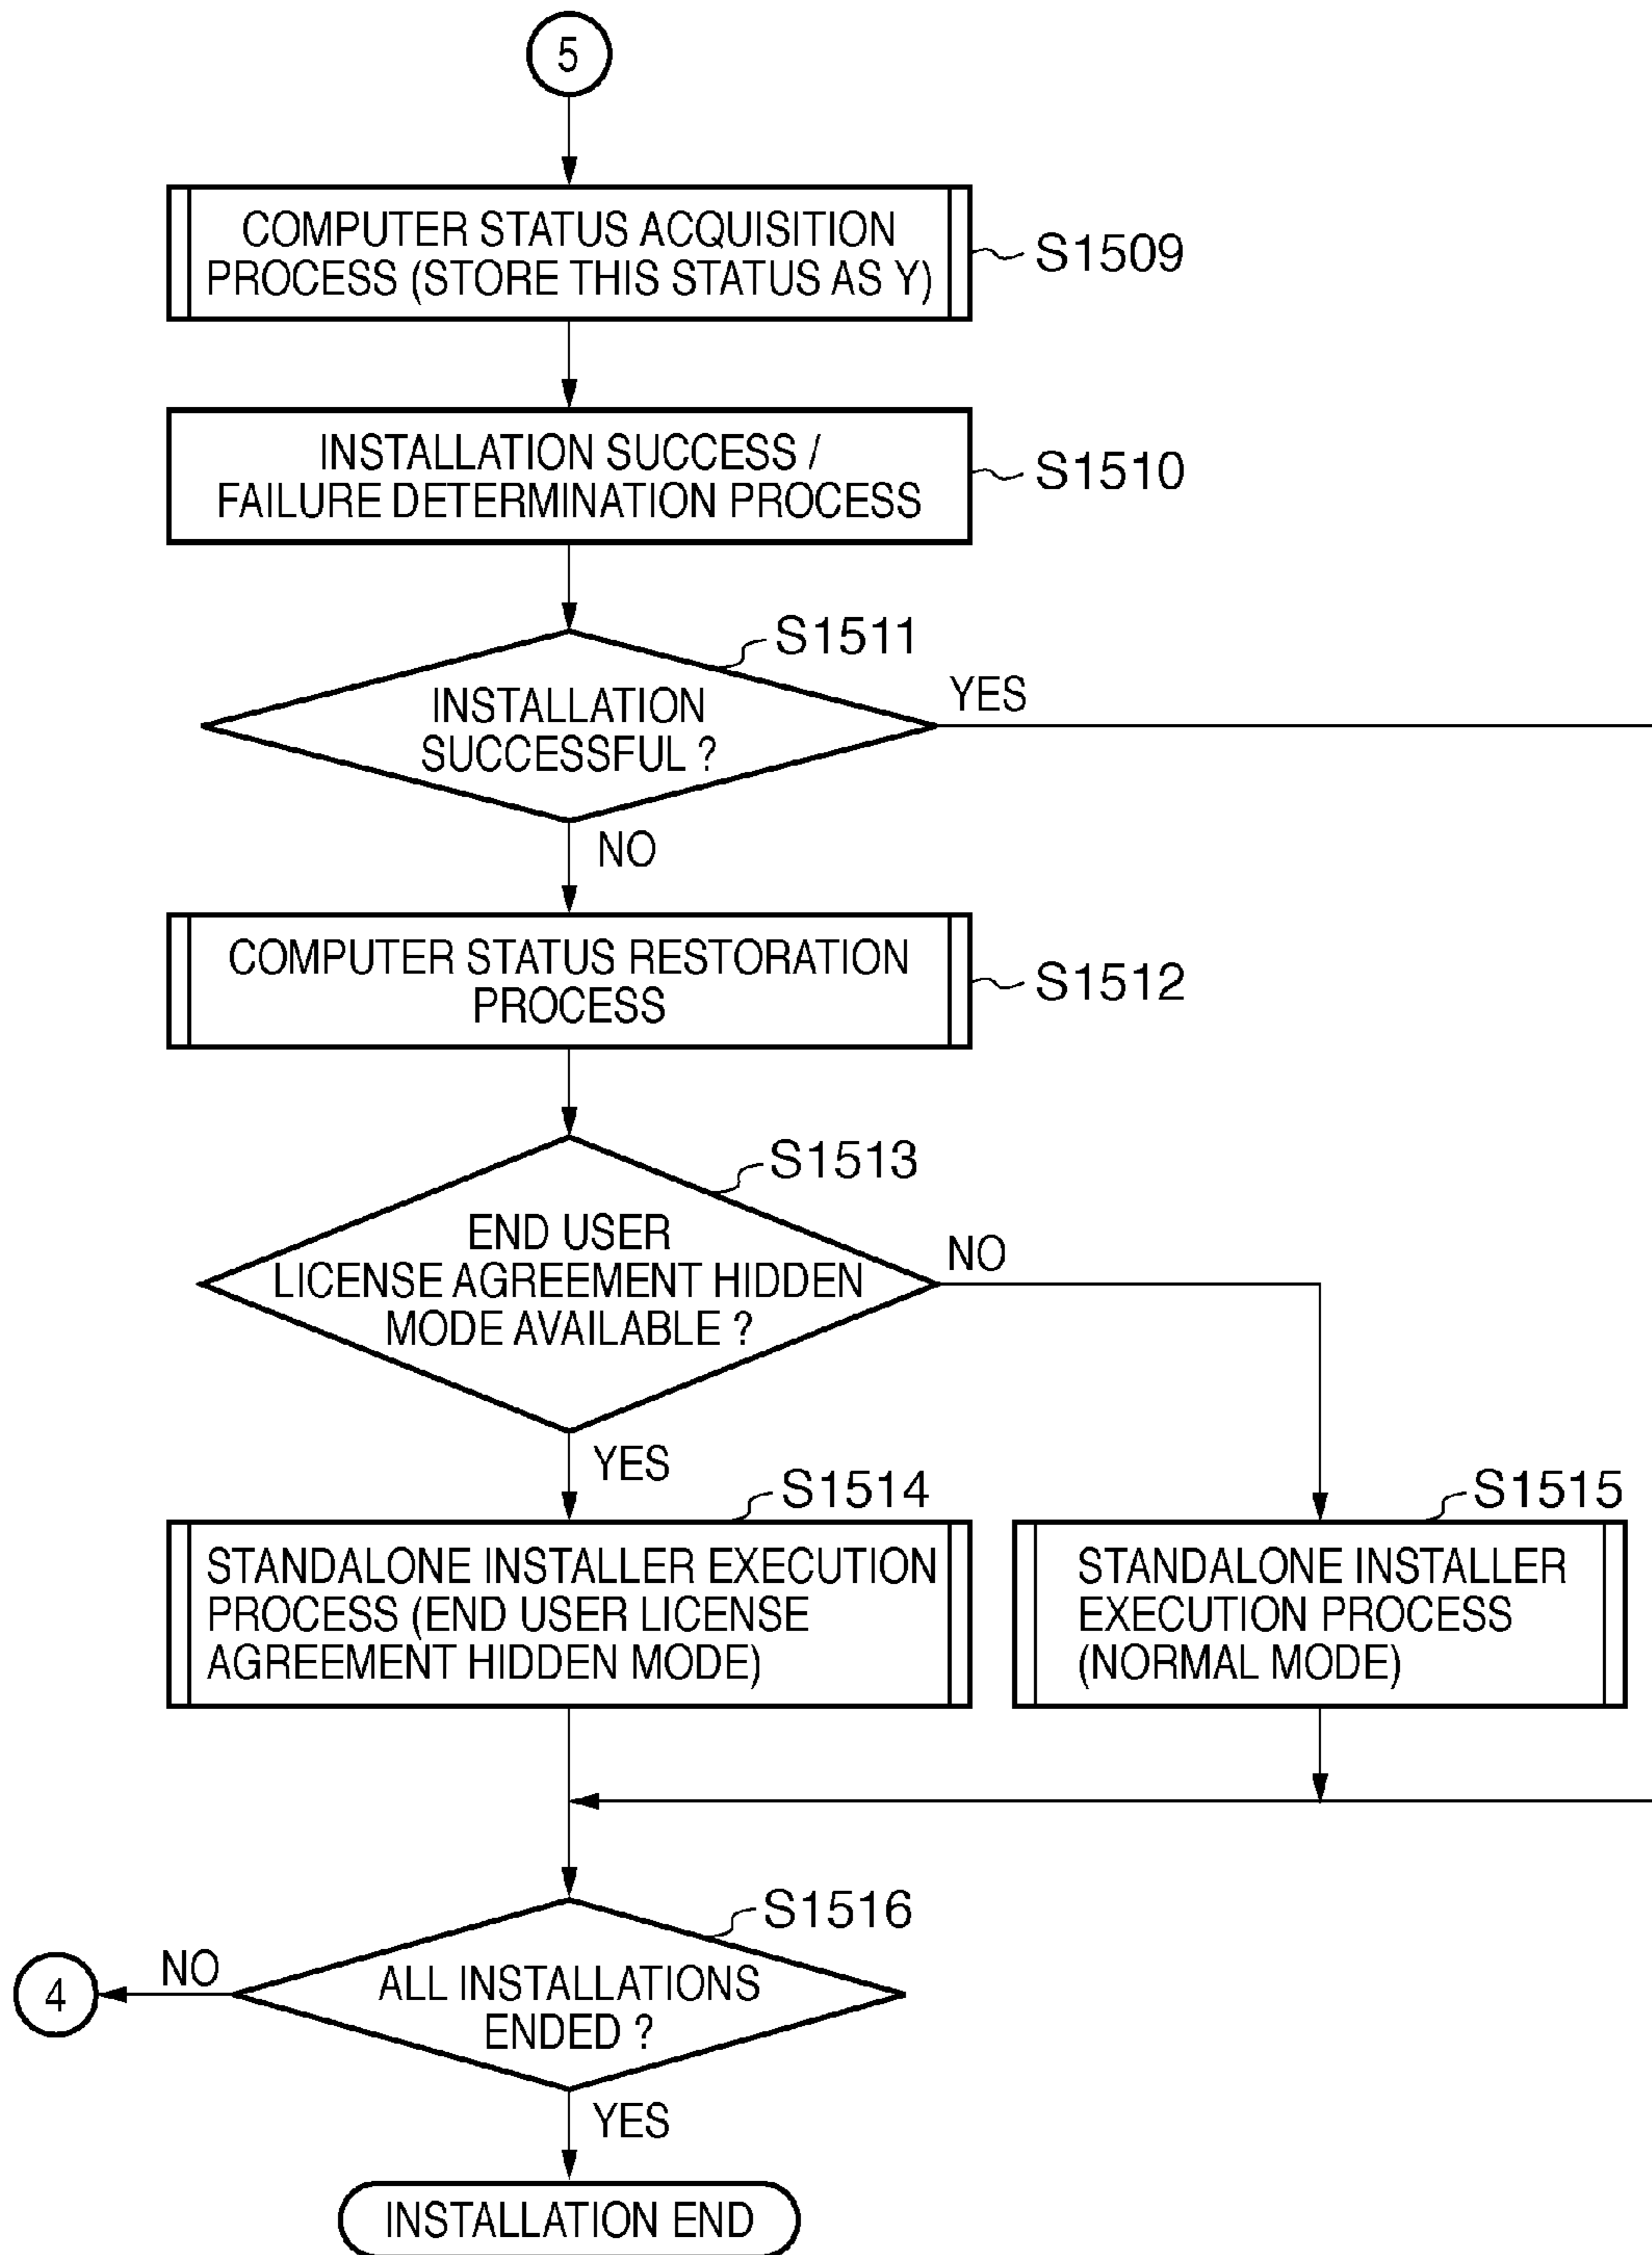 5
COMPUTER STATUS ACQUISITION
PROCESS (STORE THIS STATUS AS Y)
S1509
INSTALLATION SUCCESS /
FAILURE DETERMINATION PROCESS
S1510
S1511
INSTALLATION
SUCCESSFUL ?
YES
NO
COMPUTER STATUS RESTORATION
PROCESS
S1512
S1513
END USER
LICENSE AGREEMENT HIDDEN
MODE AVAILABLE ?
NO
YES
S1514
STANDALONE INSTALLER EXECUTION
PROCESS (END USER LICENSE
AGREEMENT HIDDEN MODE)
S1515
STANDALONE INSTALLER
EXECUTION PROCESS
(NORMAL MODE)
S1516
ALL INSTALLATIONS
ENDED ?
NO
4
YES
INSTALLATION END